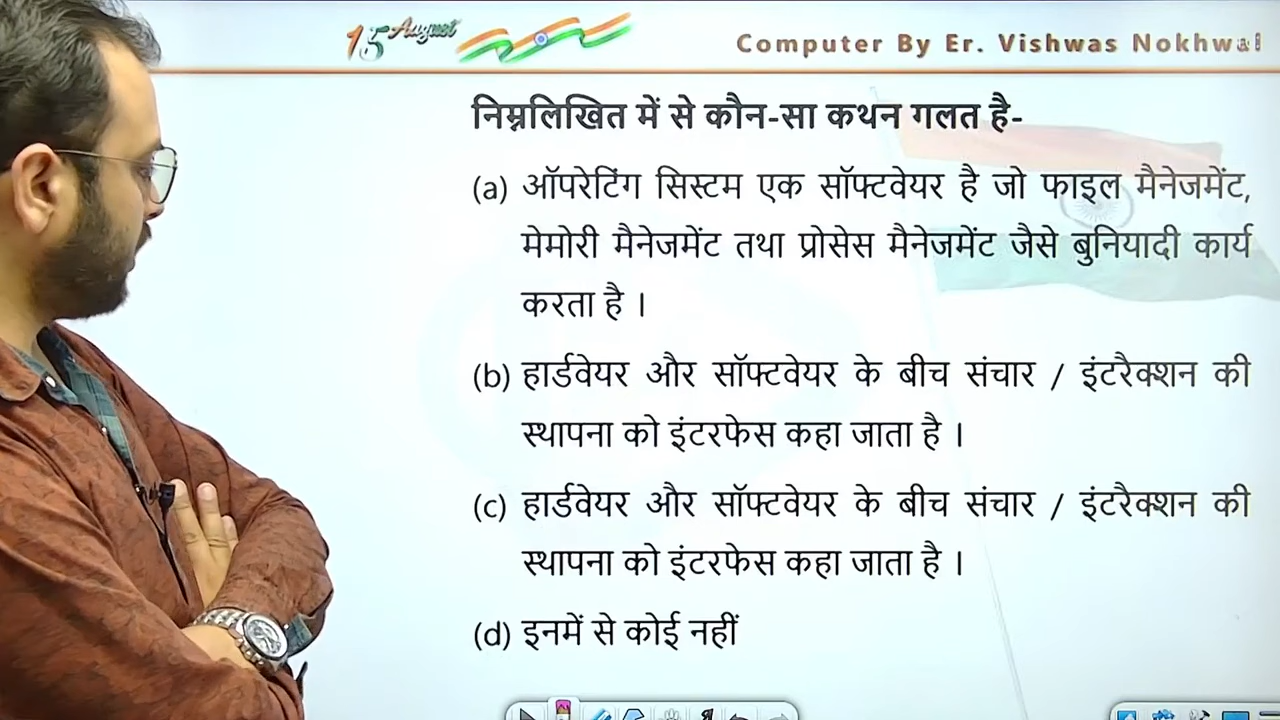 15 August
Computer By Er. Vishwas Nokhwal
निम्नलिखित में से कौन-सा कथन गलत है-
(a) ऑपरेटिंग सिस्टम एक सॉफ्टवेयर है जो फाइल मैनेजमेंट,
मेमोरी मैनेजमेंट तथा प्रोसेस मैनेजमेंट जैसे बुनियादी कार्य
करता है ।
(b) हार्डवेयर और सॉफ्टवेयर के बीच संचार / इंटरैक्शन की
स्थापना को इंटरफेस कहा जाता है ।
(c) हार्डवेयर और सॉफ्टवेयर के बीच संचार / इंटरैक्शन की
स्थापना को इंटरफेस कहा जाता है ।
(d) इनमें से कोई नहीं